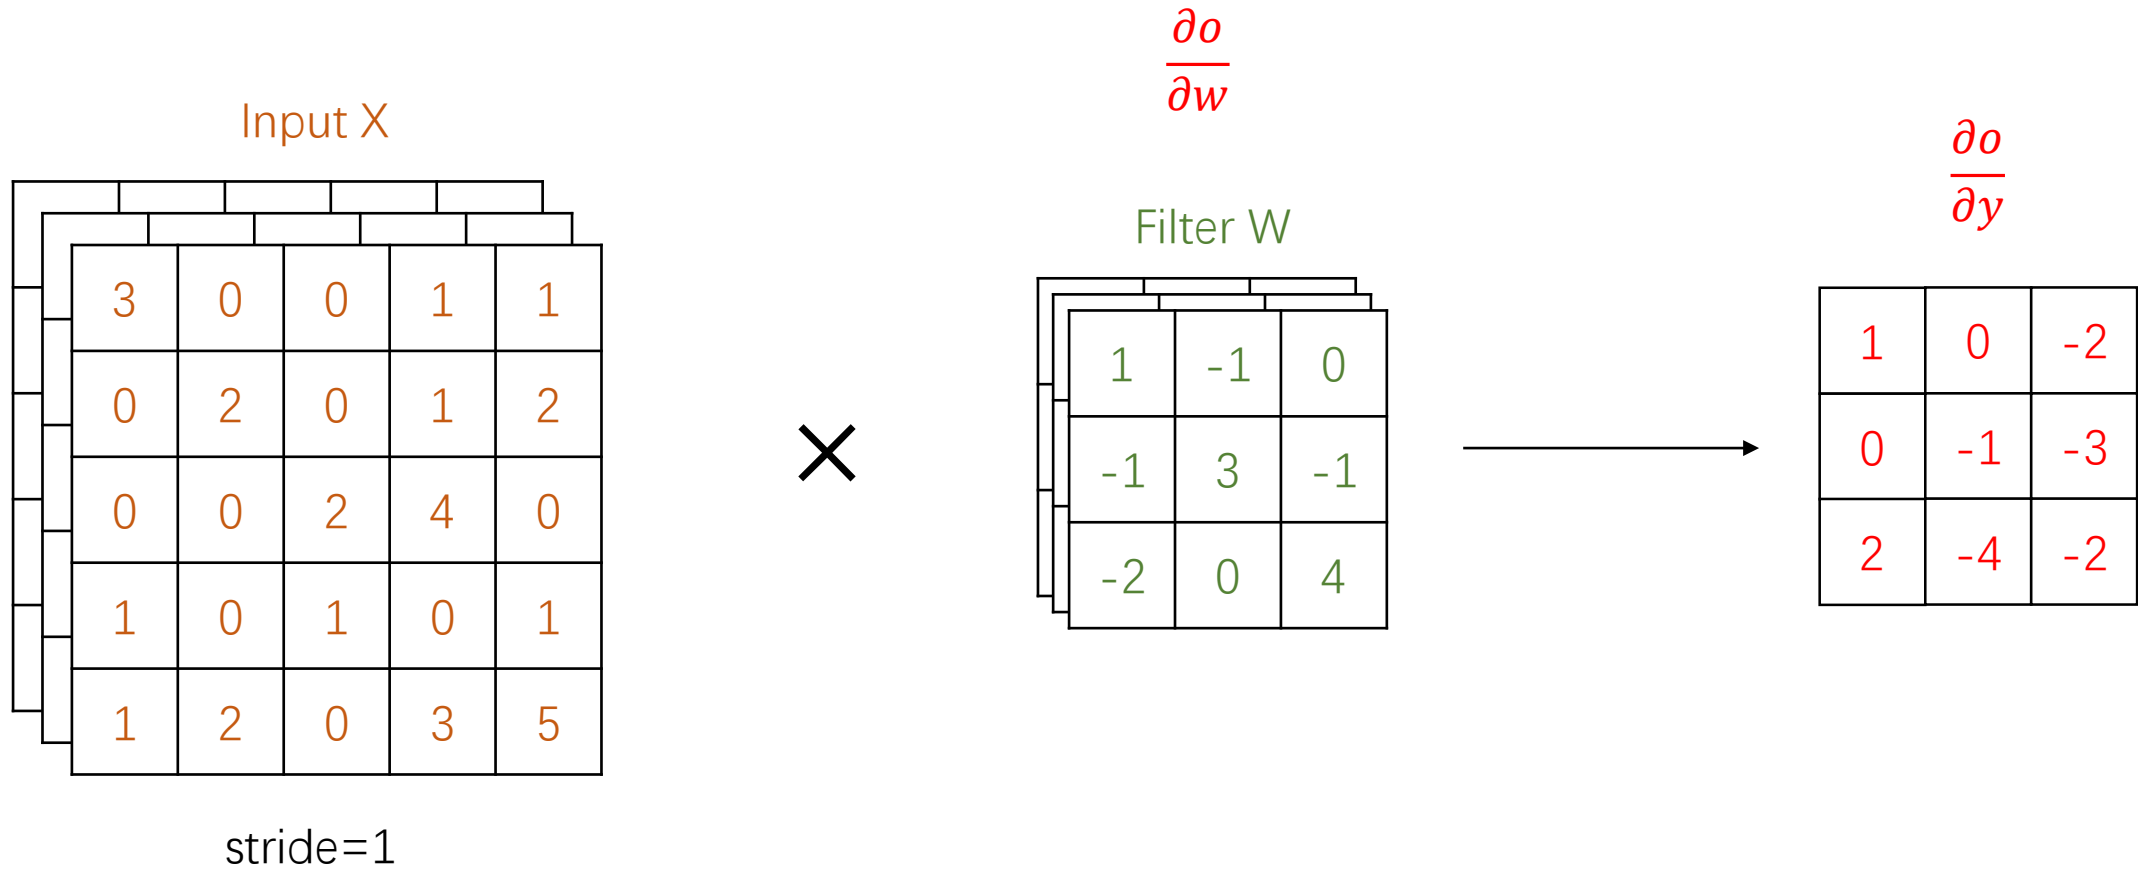 ∂o
∂w
Input X
∂o
∂y
Filter W
3 0 0 1 1
0 2 0 1 2
0 0 2 4 0
1 0 1 0 1
1 2 0 3 5
×
1 -1 0
-1 3 -1
-2 0 4
1 0 -2
0 -1 -3
2 -4 -2
stride=1